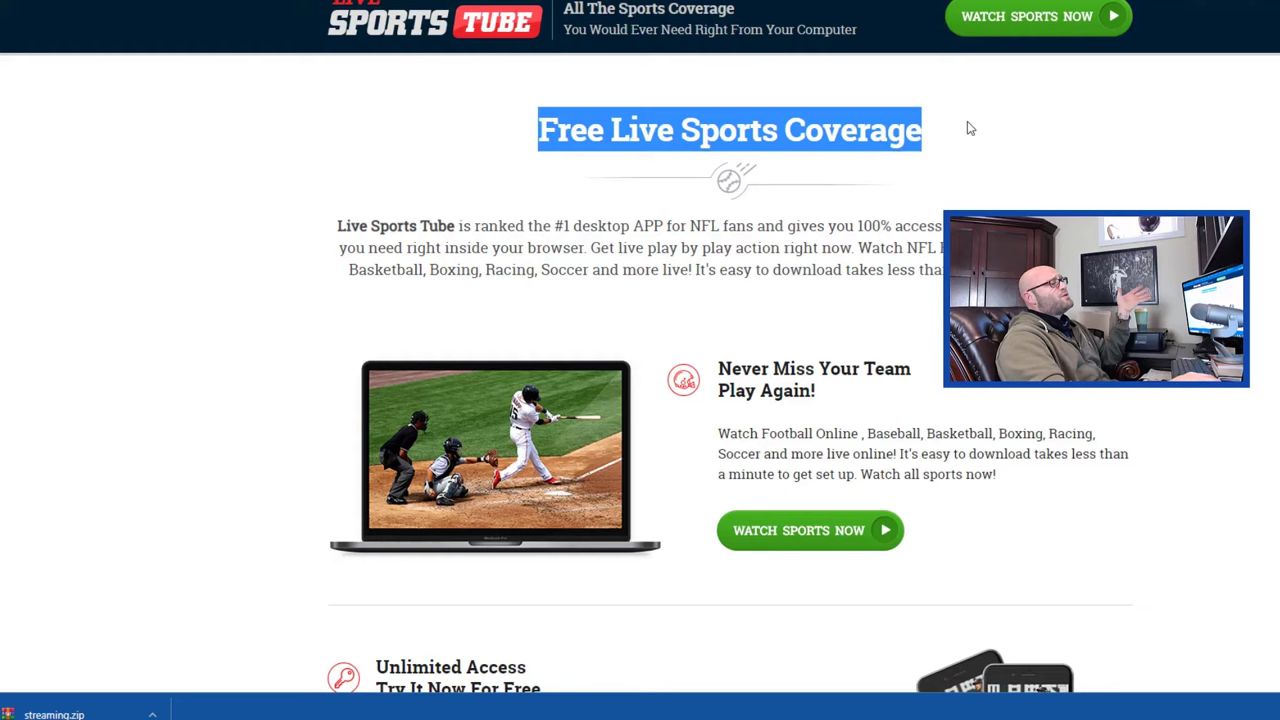 LIVE
SPORTS TUBE
All The Sports Coverage
You Would Ever Need Right From Your Computer
WATCH SPORTS NOW
Free Live Sports Coverage
Live Sports Tube is ranked the #1 desktop APP for NFL fans and gives you 100% access
you need right inside your browser. Get live play by play action right now. Watch NFL
Basketball, Boxing, Racing, Soccer and more live! It's easy to download takes less than
Never Miss Your Team
Play Again!
Watch Football Online , Baseball, Basketball, Boxing, Racing,
Soccer and more live online! It's easy to download takes less than
a minute to get set up. Watch all sports now!
WATCH SPORTS NOW
Unlimited Access
Try It Now For Free
streaming.zip